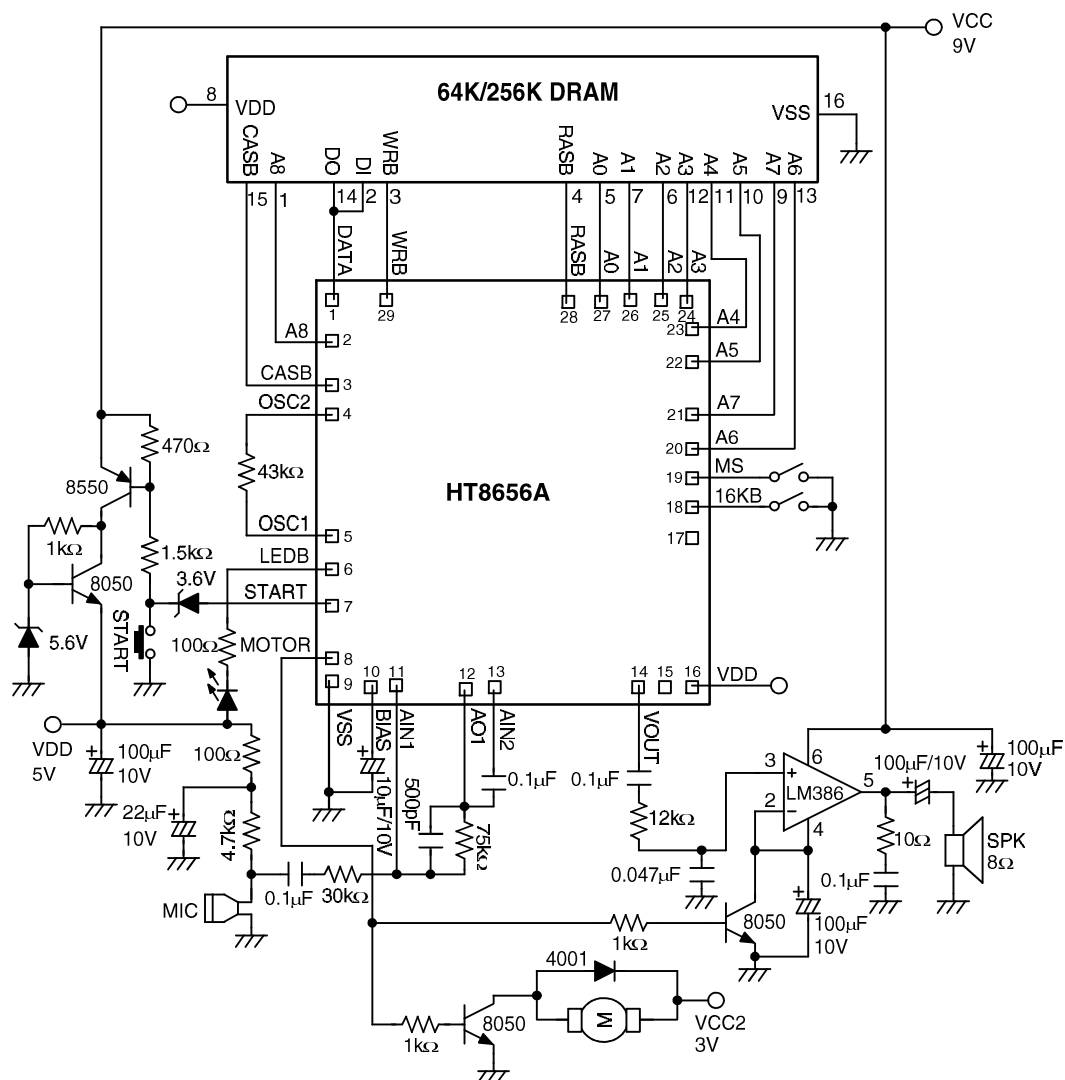 VCC
9V
64K/256K DRAM
8
VDD
VSS
16
CASB
A8
DO
DI
WRB
RASB
A0
A1
A2
A3
A4
A5
A7
A6
15
1
14
2
3
4
5
7
6
12
11
10
9
13
DATA
WRB
RASB
A0
A1
A2
A3
1
29
28
27
26
25
24
23
A4
A8
2
22
A5
CASB
3
OSC2
4
21
A7
20
A6
470Ω
8550
43kΩ
HT8656A
19
MS
18
16KB
17
1kΩ
OSC1
5
1.5kΩ
LEDB
6
8050
3.6V
START
7
START
5.6V
100Ω
MOTOR
8
9
10
11
12
13
14
15
16
VDD
VSS
BIAS
AIN1
AO1
AIN2
VOUT
VDD
5V
100µF
10V
100Ω
22µF
10V
4.7kΩ
10µF/10V
500pF
0.1µF
75kΩ
0.1µF
12kΩ
3
+
2
−
LM386
6
5
4
100µF/10V
100µF
10V
10Ω
SPK
8Ω
0.1µF
0.047µF
MIC
0.1µF
30kΩ
1kΩ
8050
100µF
10V
4001
M
8050
1kΩ
VCC2
3V